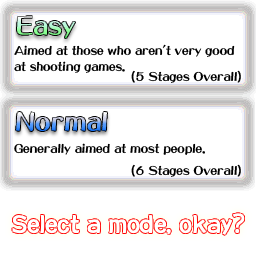 Easy
Aimed at those who aren't very good
at shooting games.
(5 Stages Overall)
Normal
Generally aimed at most people.
(6 Stages Overall)
Select a mode, okay?